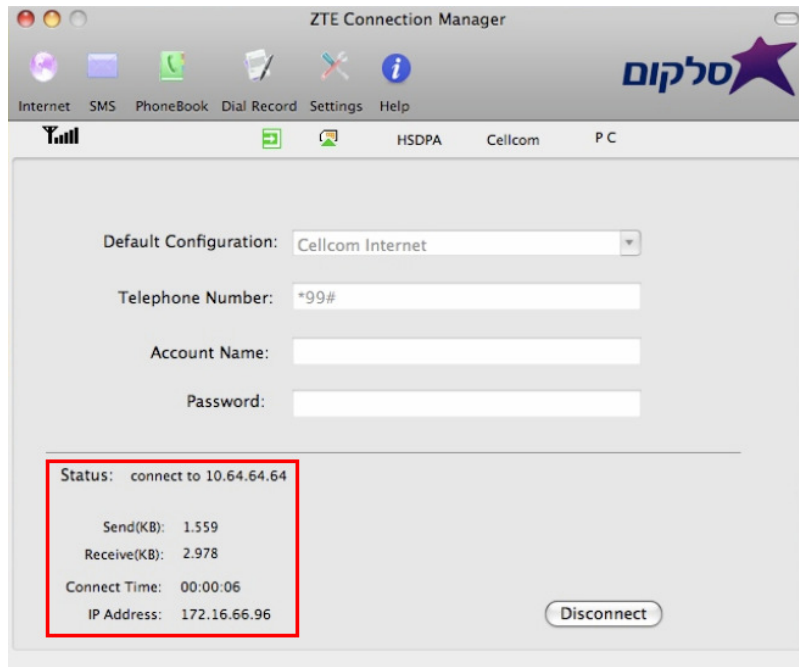 ZTE Connection Manager
סלקום
Internet SMS PhoneBook Dial Record Settings Help
HSDPA Cellcom P C
Default Configuration: Cellcom Internet
Telephone Number: *99#
Account Name:
Password:
Status: connect to 10.64.64.64
Send(KB): 1.559
Receive(KB): 2.978
Connect Time: 00:00:06
IP Address: 172.16.66.96
Disconnect